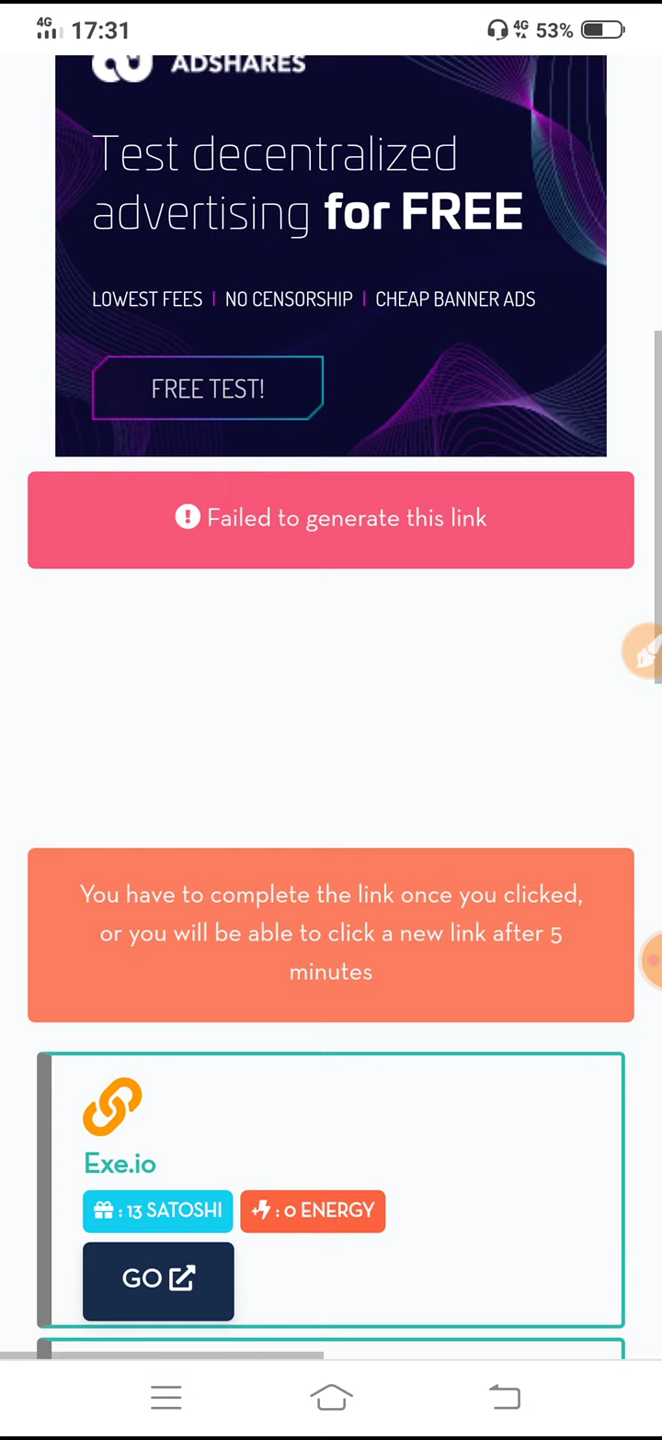 4G 17:31 4G 53%
ADSHARES
Test decentralized
advertising for FREE
LOWEST FEES | NO CENSORSHIP | CHEAP BANNER ADS
FREE TEST!
Failed to generate this link
You have to complete the link once you clicked,
or you will be able to click a new link after 5
minutes
Exe.io
: 13 SATOSHI + : 0 ENERGY
GO